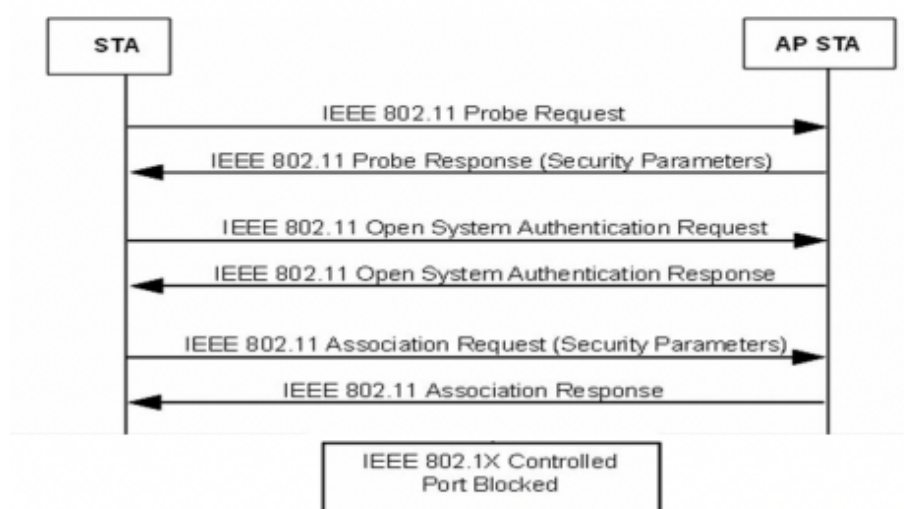 STA
AP STA
IEEE 802.11 Probe Request
IEEE 802.11 Probe Response (Security Parameters)
IEEE 802.11 Open System Authentication Request
IEEE 802.11 Open System Authentication Response
IEEE 802.11 Association Request (Security Parameters)
IEEE 802.11 Association Response
IEEE 802.1X Controlled
Port Blocked